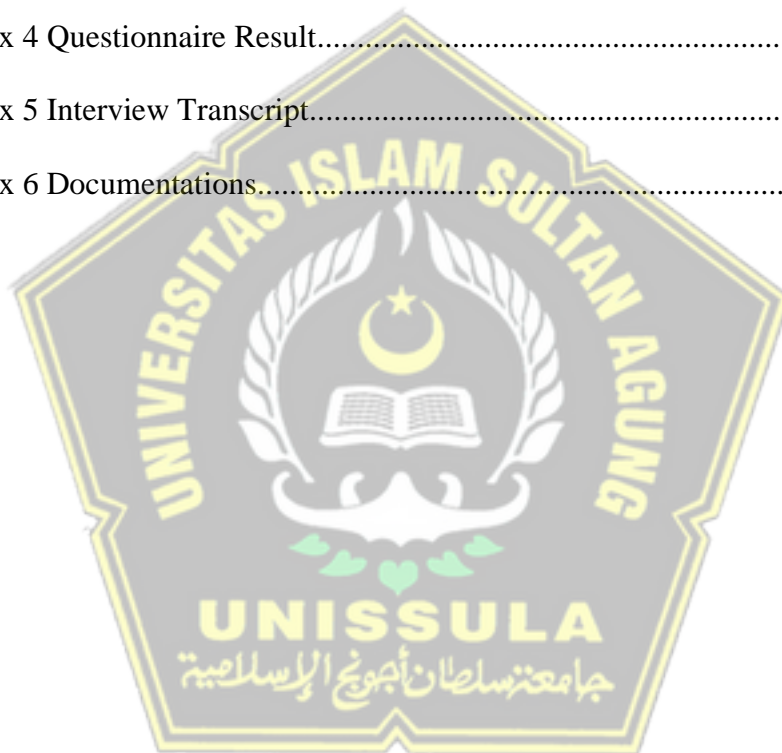 x 4 Questionnaire Result..........................................................
x 5 Interview Transcript...........................................................
x 6 Documentations.................................................................
UNIVERSITAS ISLAM SULTAN AGUNG
UNISSULA
جامعة سلطان أجونج الإسلامية